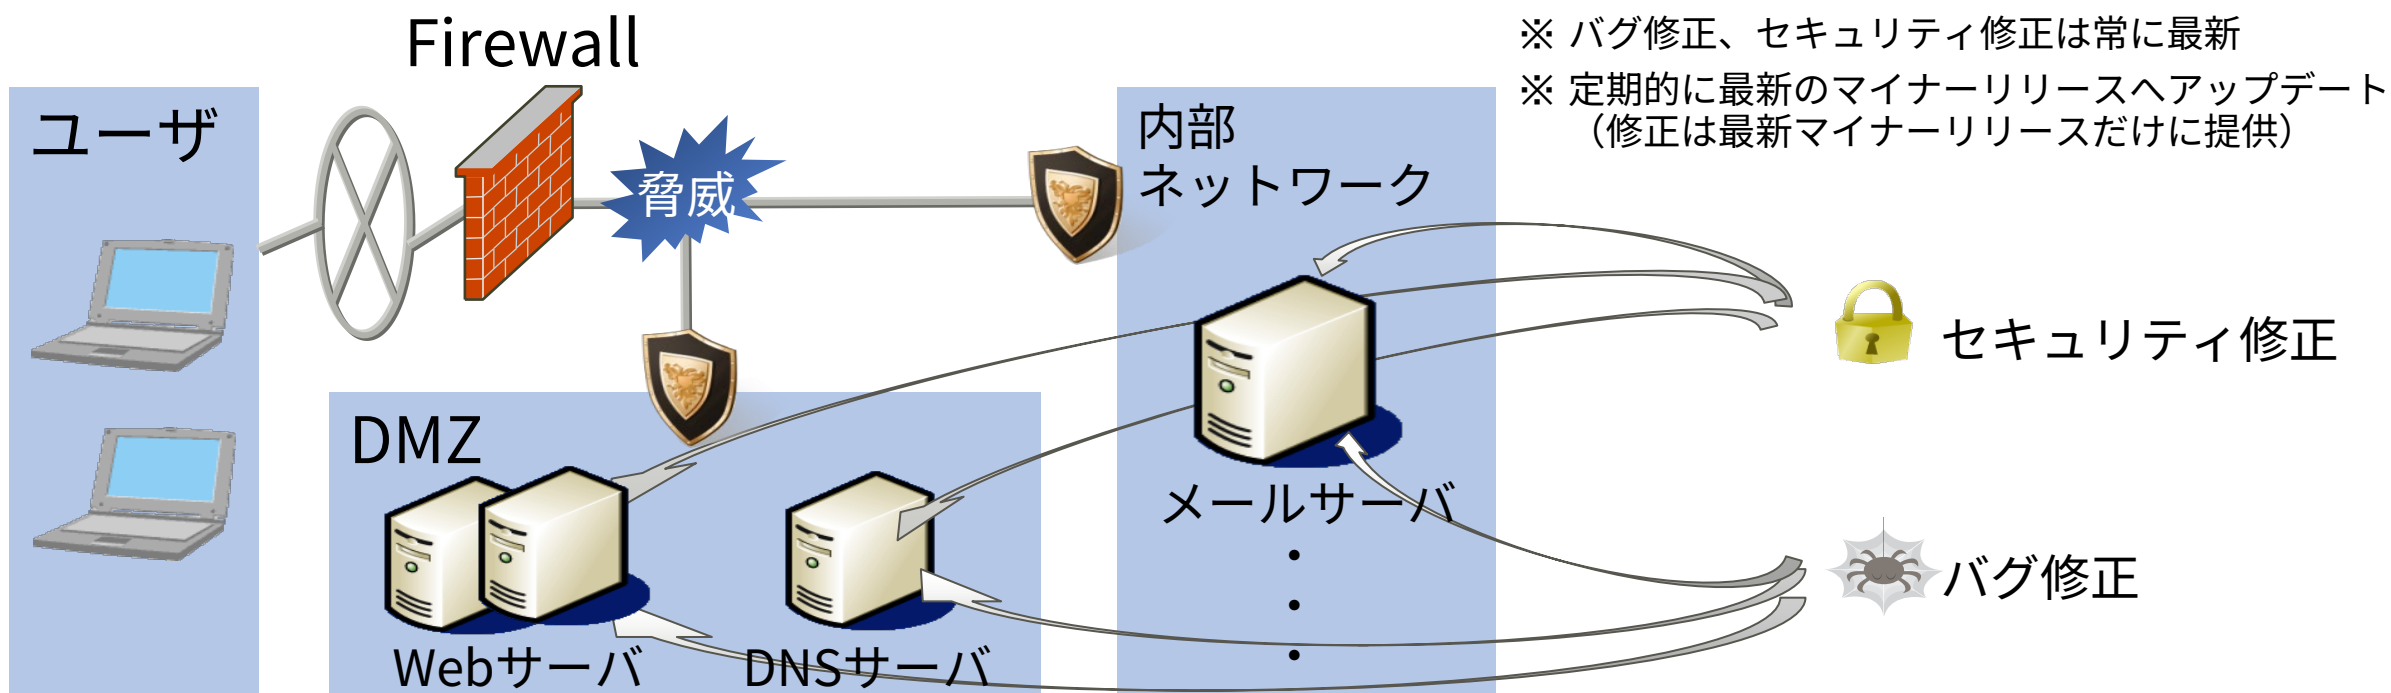 Firewall
※ バグ修正、セキュリティ修正は常に最新
※ 定期的に最新のマイナーリリースへアップデート
（修正は最新マイナーリリースだけに提供）
ユーザ
脅威
内部
ネットワーク
セキュリティ修正
DMZ
メールサーバ
・
・
・
バグ修正
Webサーバ
DNSサーバ